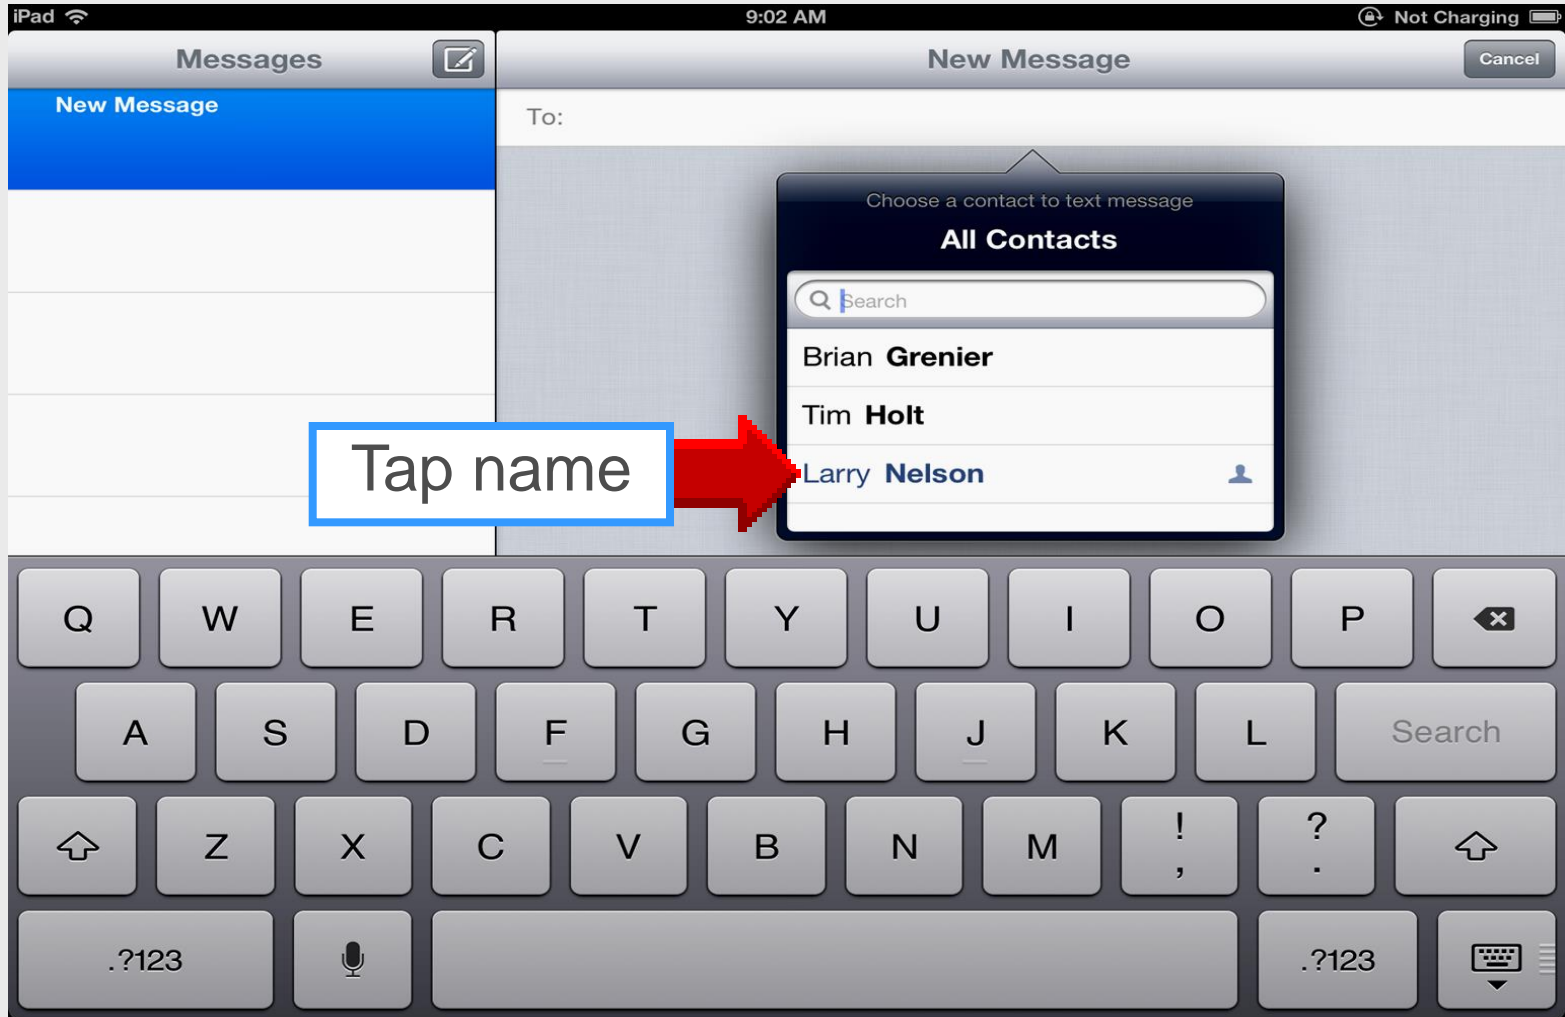 iPad 9:02 AM Not Charging
Messages
New Message
Cancel
New Message
To:
Choose a contact to text message
All Contacts
Search
Brian Grenier
Tim Holt
Larry Nelson
Tap name
Q W E R T Y U I O P
A S D F G H J K L Search
Z X C V B N M ! , ? .
.?123 .?123